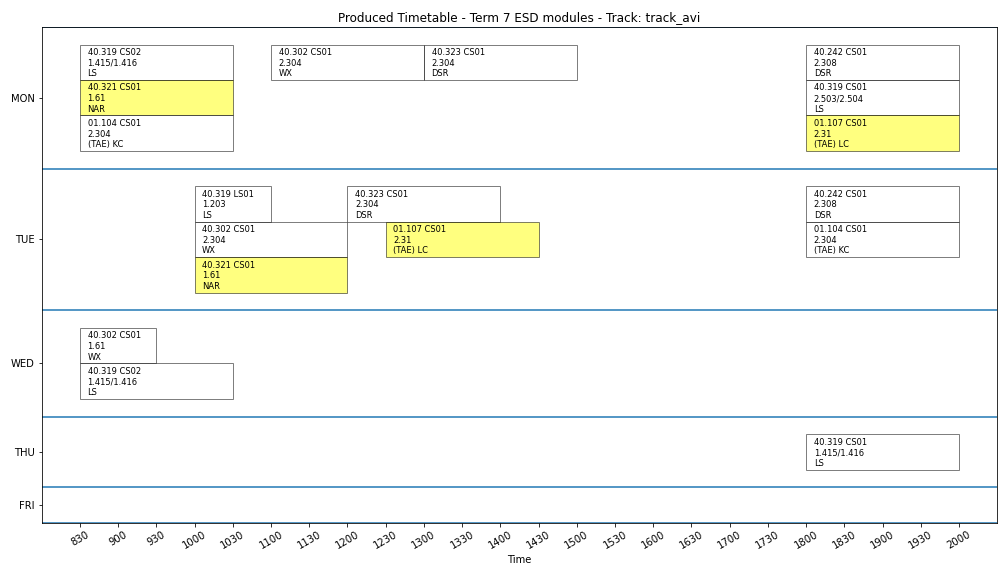 Produced Timetable - Term 7 ESD modules - Track: track_avi
MON
40.319 CS02
1.415/1.416
LS
40.321 CS01
1.61
NAR
01.104 CS01
2.304
(TAE) KC
40.302 CS01
2.304
WX
40.323 CS01
2.304
DSR
40.242 CS01
2.308
DSR
40.319 CS01
2.503/2.504
LS
01.107 CS01
2.31
(TAE) LC
TUE
40.319 LS01
1.203
LS
40.302 CS01
2.304
WX
40.321 CS01
1.61
NAR
40.323 CS01
2.304
DSR
01.107 CS01
2.31
(TAE) LC
40.242 CS01
2.308
DSR
01.104 CS01
2.304
(TAE) KC
WED
40.302 CS01
1.61
WX
40.319 CS02
1.415/1.416
LS
THU
40.319 CS01
1.415/1.416
LS
FRI
830 900 930 1000 1030 1100 1130 1200 1230 1300 1330 1430 1500 1600 1630 1700 1730 1800 1830 1900 1930 2000
Time